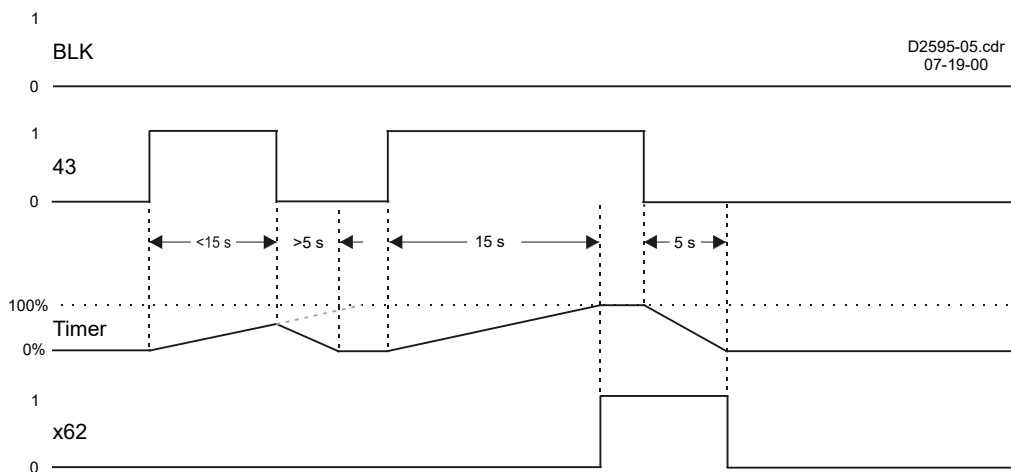 1
BLK
D2595-05.cdr
07-19-00
0
1
43
0
<15 s
>5 s
15 s
5 s
100%
Timer
0%
1
x62
0